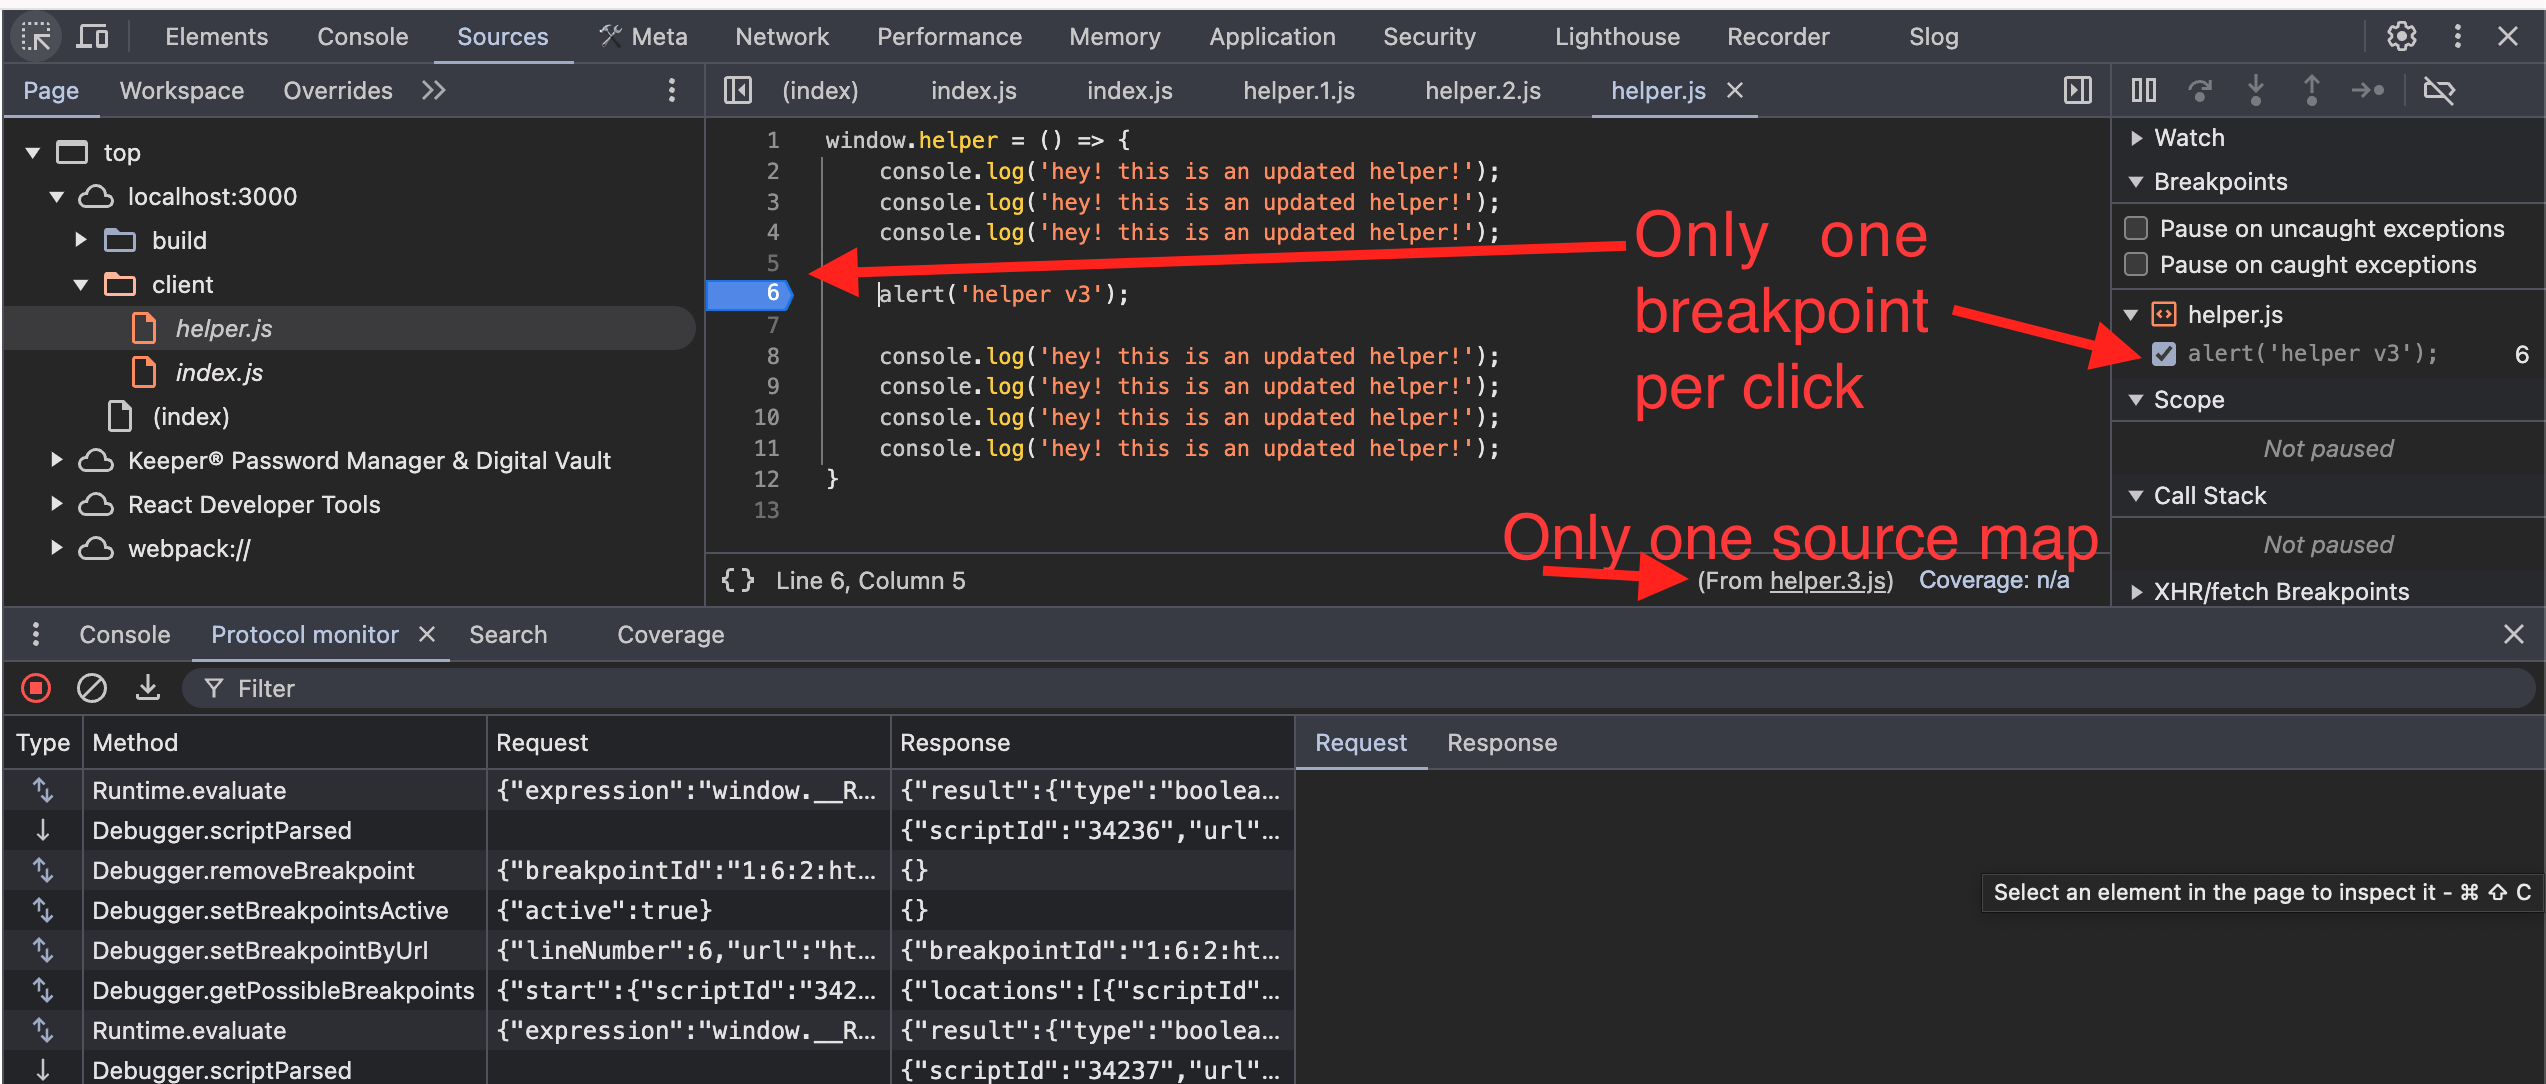 Elements Console Sources Meta Network Performance Memory Application Security Lighthouse Recorder Slog
Page Workspace Overrides
(index) index.js index.js helper.1.js helper.2.js helper.js
top
localhost:3000
build
client
helper.js
index.js
(index)
Keeper® Password Manager & Digital Vault
React Developer Tools
webpack://
1 window.helper = () => {
2 console.log('hey! this is an updated helper!');
3 console.log('hey! this is an updated helper!');
4 console.log('hey! this is an updated helper!');
5
6 alert('helper v3');
7
8 console.log('hey! this is an updated helper!');
9 console.log('hey! this is an updated helper!');
10 console.log('hey! this is an updated helper!');
11 console.log('hey! this is an updated helper!');
12 }
13
Only one
breakpoint
per click
Only one source map
{} Line 6, Column 5 (From helper.3.js) Coverage: n/a
Watch
Breakpoints
Pause on uncaught exceptions
Pause on caught exceptions
helper.js
alert('helper v3'); 6
Scope
Not paused
Call Stack
Not paused
XHR/fetch Breakpoints
Console Protocol monitor Search Coverage
Filter
Type Method Request Response Request Response
Runtime.evaluate {"expression":"window.__R… {"result":{"type":"boolea…
Debugger.scriptParsed {"scriptId":"34236","url"…
Debugger.removeBreakpoint {"breakpointId":"1:6:2:ht… {}
Debugger.setBreakpointsActive {"active":true} {}
Debugger.setBreakpointByUrl {"lineNumber":6,"url":"ht… {"breakpointId":"1:6:2:ht…
Debugger.getPossibleBreakpoints {"start":{"scriptId":"342… {"locations":[{"scriptId"…
Runtime.evaluate {"expression":"window.__R… {"result":{"type":"boolea…
Debugger.scriptParsed {"scriptId":"34237","url"…
Select an element in the page to inspect it - ⌘ ⇧ C